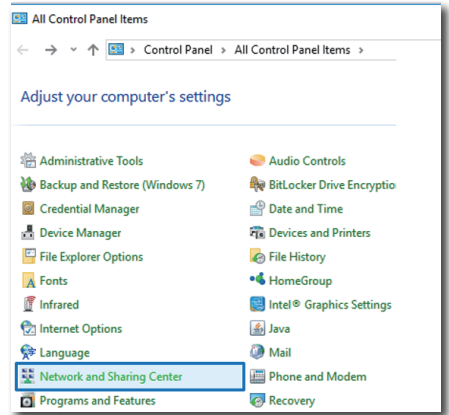 All Control Panel Items
Control Panel > All Control Panel Items >
Adjust your computer's settings
Administrative Tools
Audio Controls
Backup and Restore (Windows 7)
BitLocker Drive Encryptio
Credential Manager
Date and Time
Device Manager
Devices and Printers
File Explorer Options
File History
Fonts
HomeGroup
Infrared
Intel® Graphics Settings
Internet Options
Java
Language
Mail
Network and Sharing Center
Phone and Modem
Programs and Features
Recovery